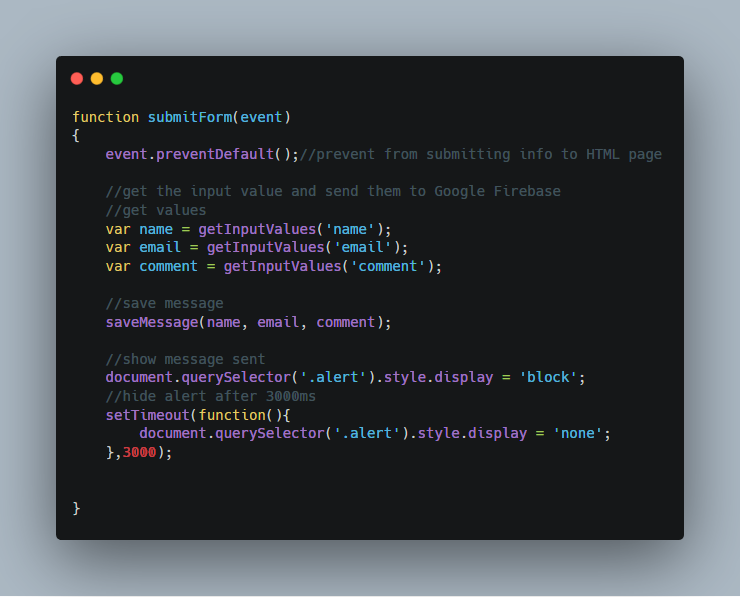 function submitForm(event)
{
    event.preventDefault();//prevent from submitting info to HTML page
    //get the input value and send them to Google Firebase
    //get values
    var name = getInputValues('name');
    var email = getInputValues('email');
    var comment = getInputValues('comment');
    //save message
    saveMessage(name, email, comment);
    //show message sent
    document.querySelector('.alert').style.display = 'block';
    //hide alert after 3000ms
    setTimeout(function(){
        document.querySelector('.alert').style.display = 'none';
    },3000);
}